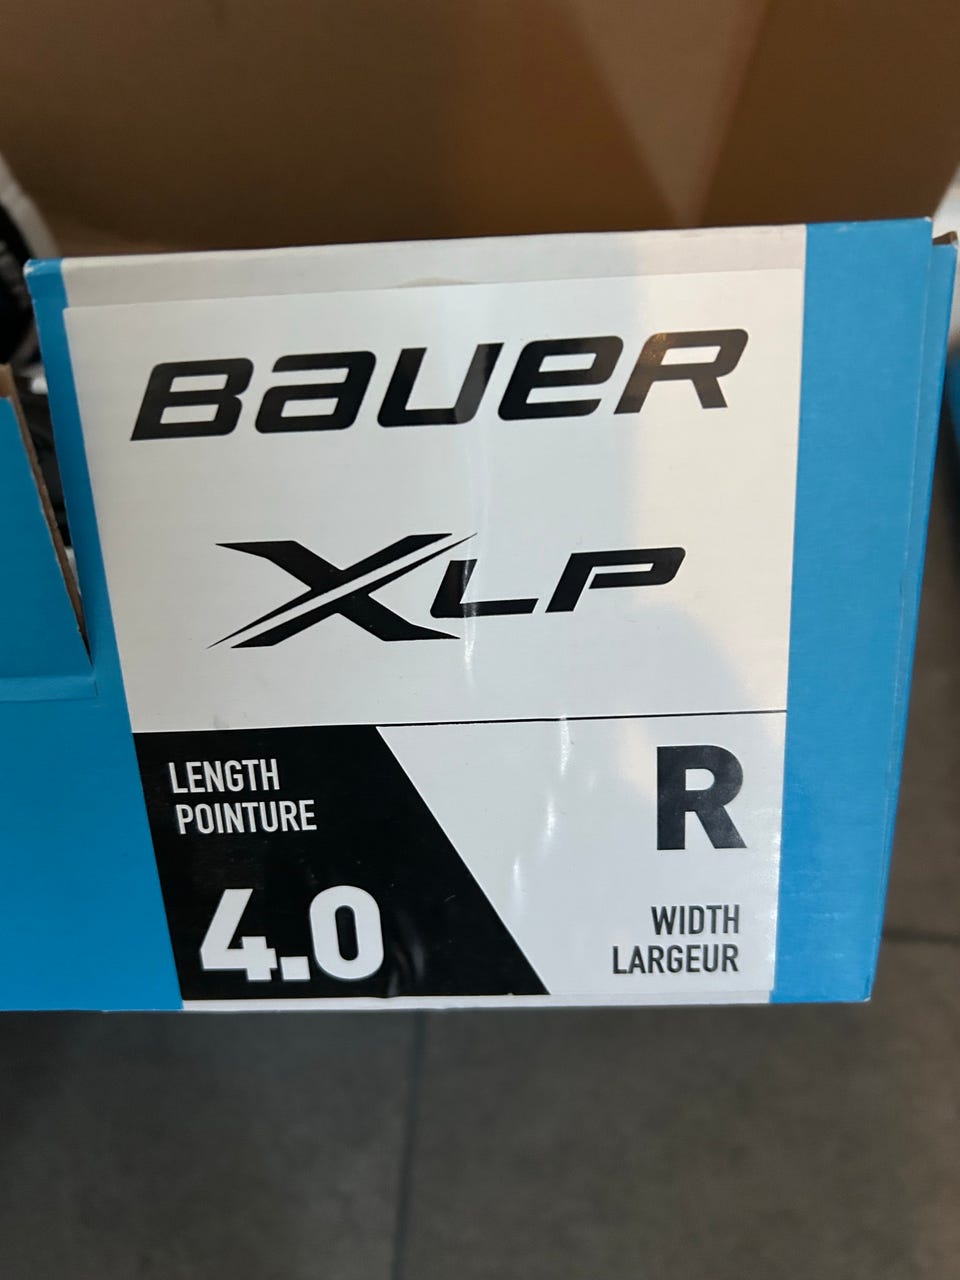 BAUER
XLP
LENGTH
POINTURE
4.0
R
WIDTH
LARGEUR